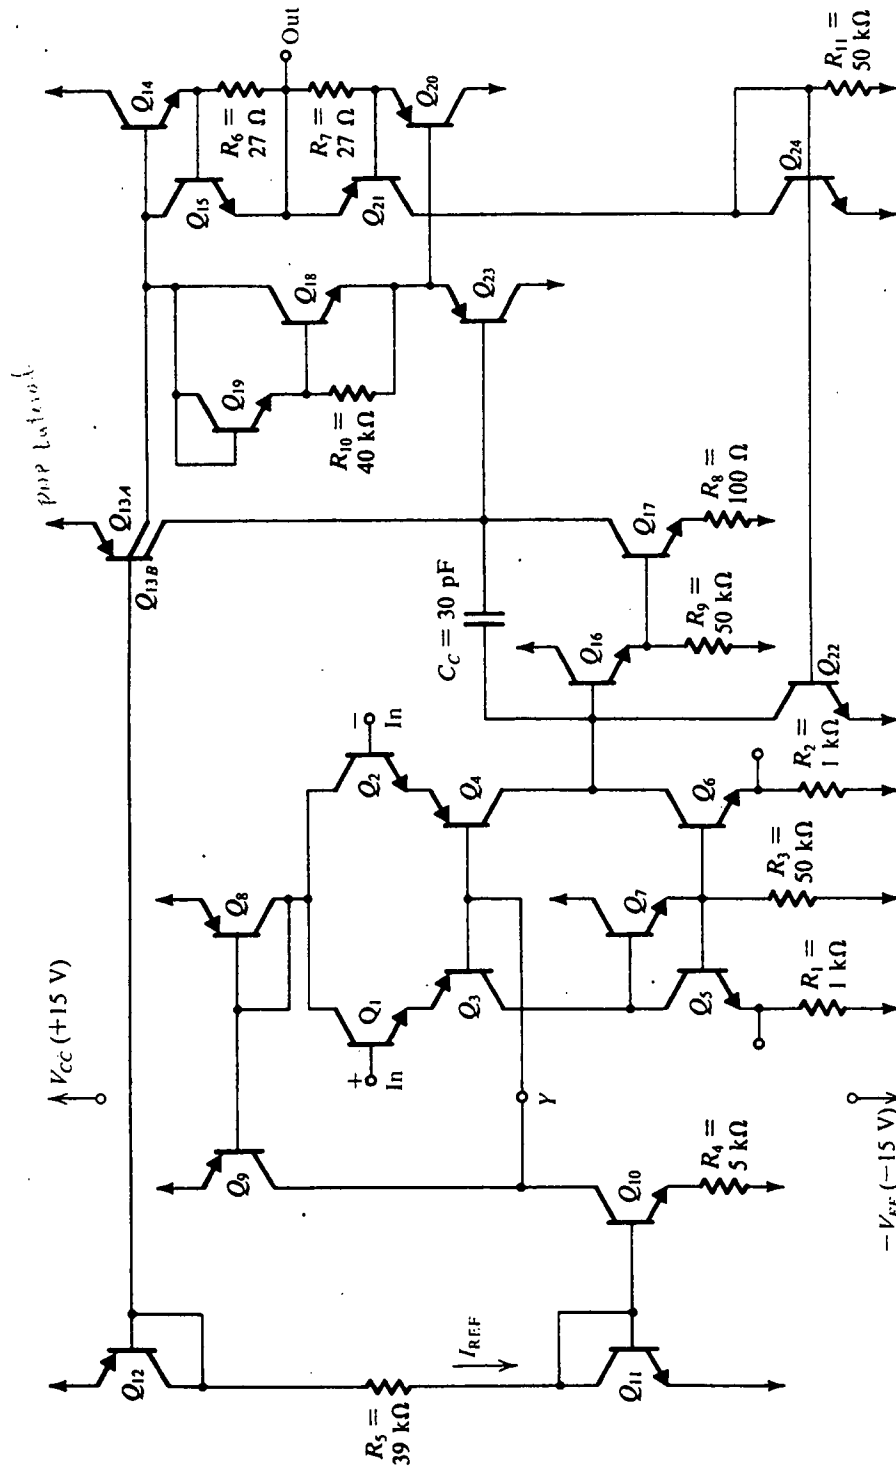 PNP Lateral
V_CC (+15 V)
Q12
Q9
Q8
Q13B
Q13A
Q19
Q18
Q15
Q14
R10 =
40 kΩ
R6 =
27 Ω
R5 =
39 kΩ
I_REF
+
In
Q1
Q2
−
In
C_C = 30 pF
Q23
Out
R7 =
27 Ω
Q21
Q20
Q3
Q4
Y
Q16
Q17
Q11
Q10
Q7
R9 =
50 kΩ
R8 =
100 Ω
R4 =
5 kΩ
Q5
Q6
R1 =
1 kΩ
R3 =
50 kΩ
R2 =
1 kΩ
Q22
Q24
R11 =
50 kΩ
−V_EE (−15 V)